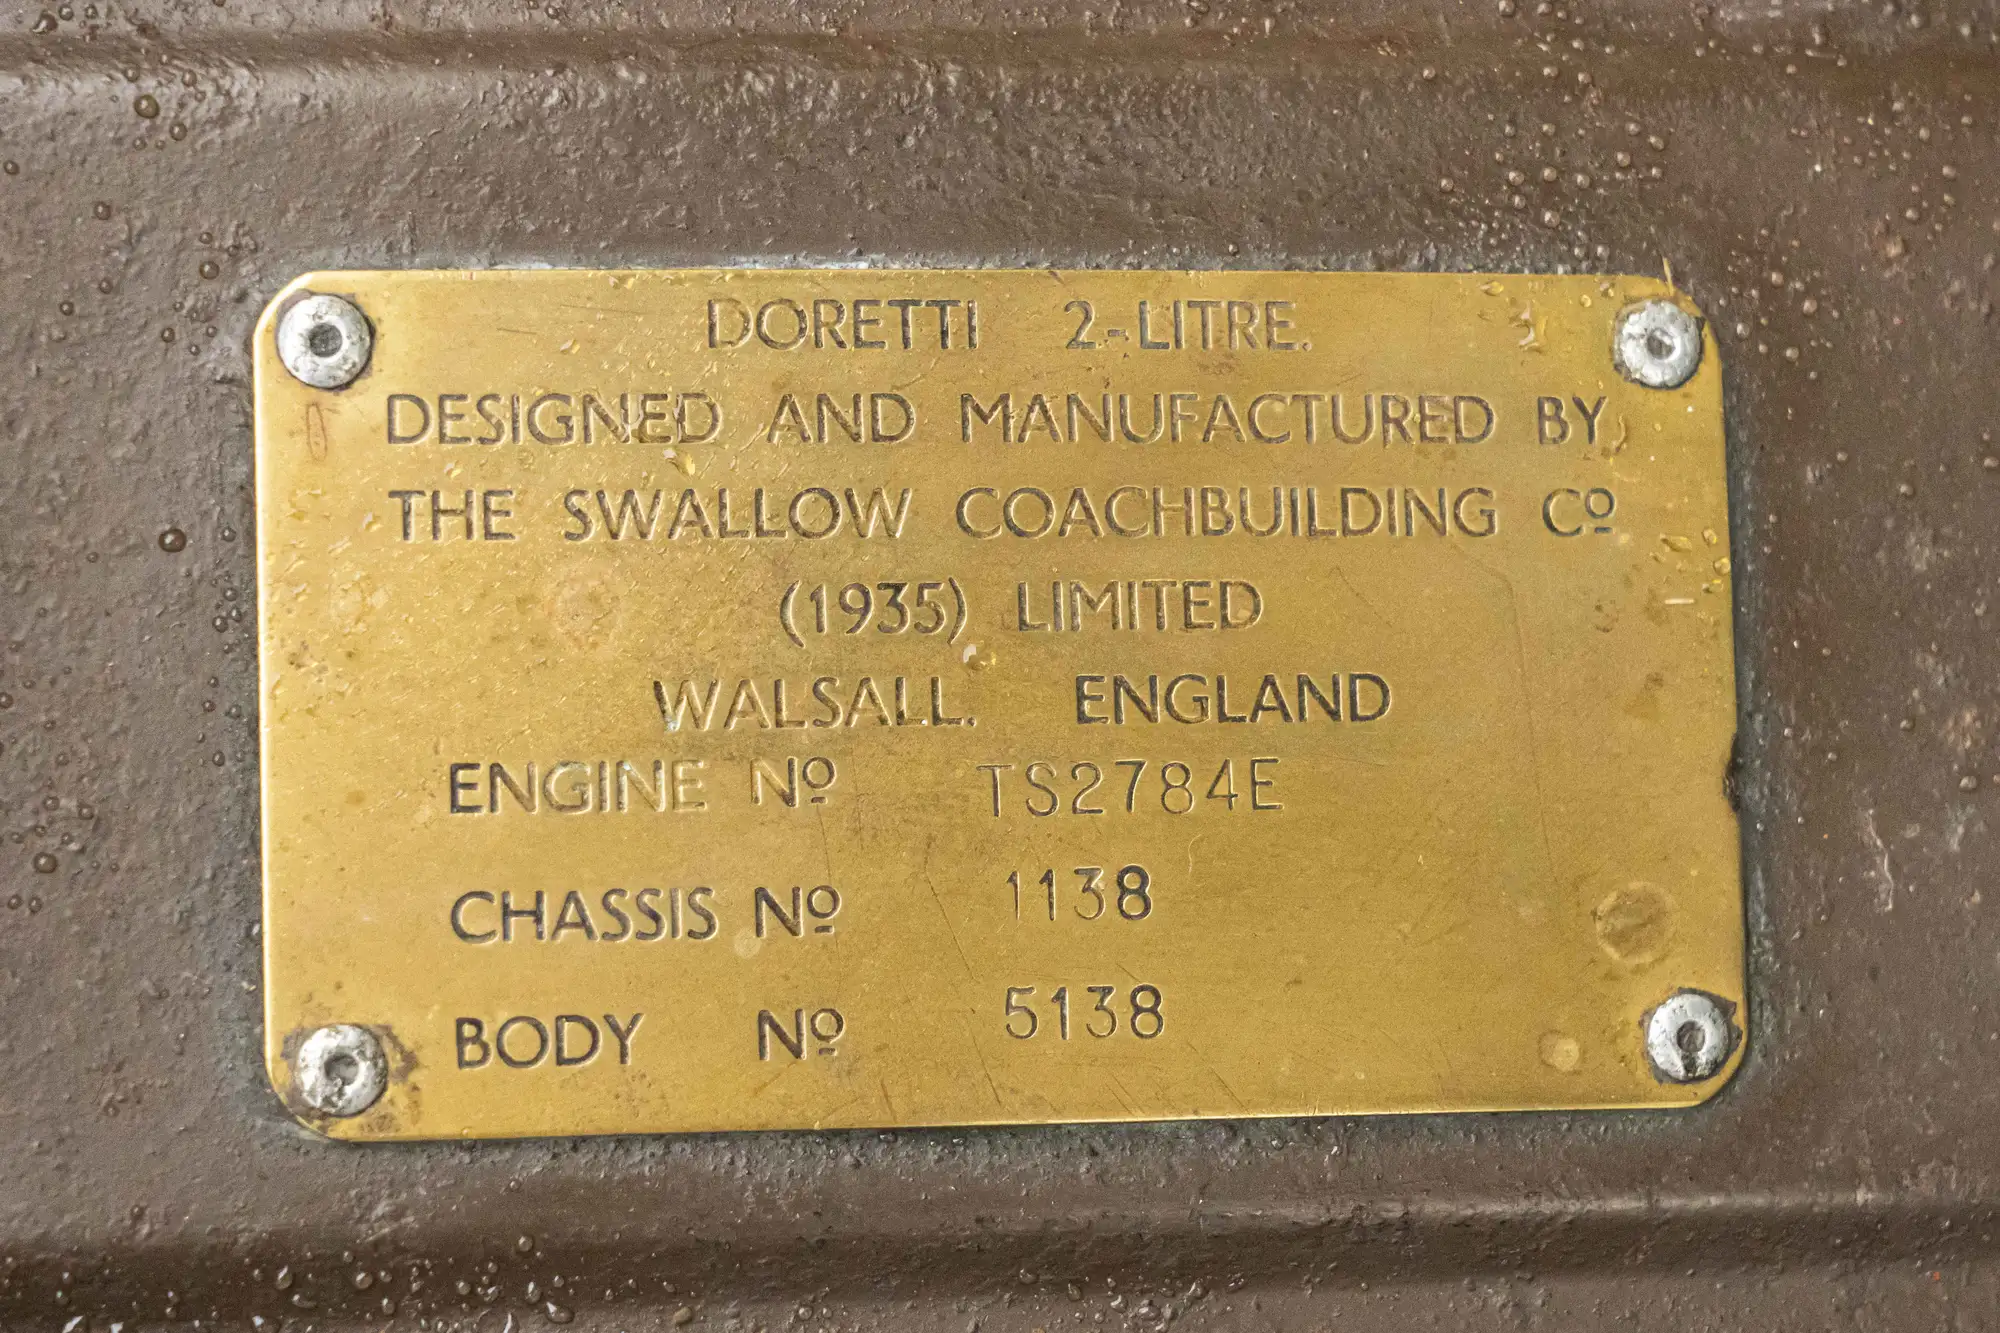 DORETTI 2-LITRE.
DESIGNED AND MANUFACTURED BY
THE SWALLOW COACHBUILDING Cº
(1935) LIMITED
WALSALL. ENGLAND
ENGINE Nº TS2784E
CHASSIS Nº 1138
BODY Nº 5138